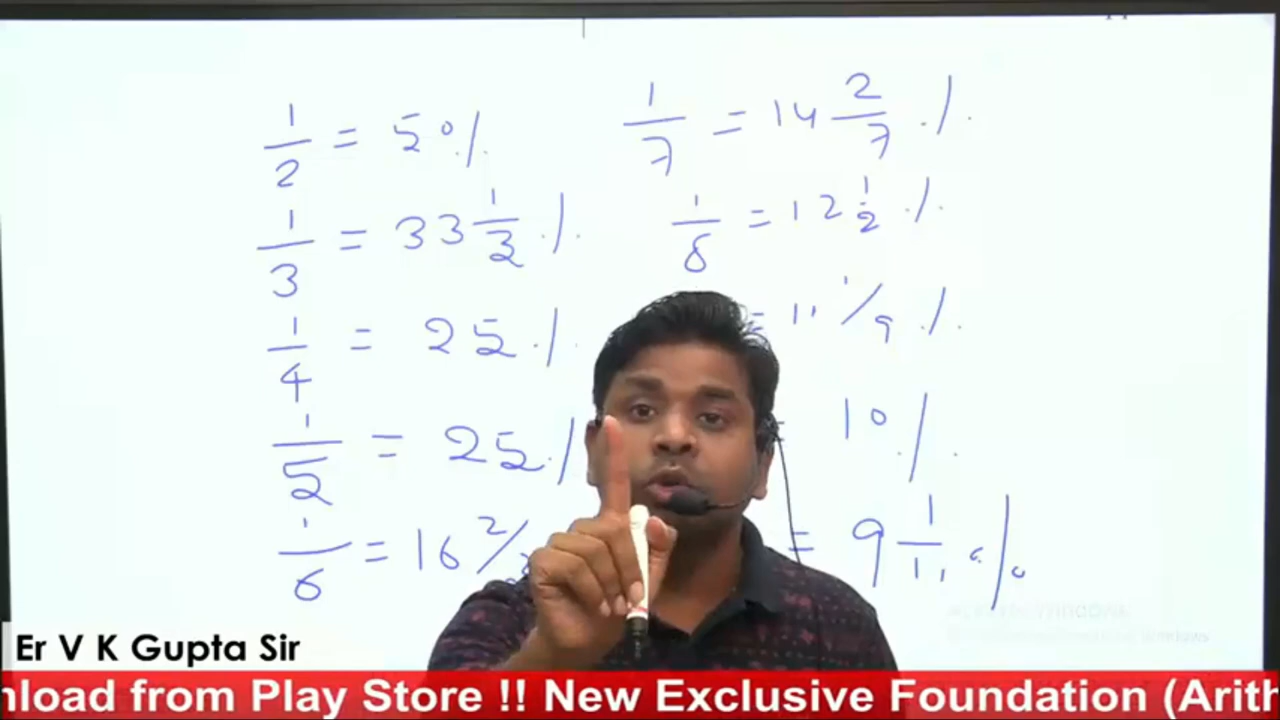 1/2 = 50%
1/3 = 33 1/3 %
1/4 = 25%
1/5 = 25%
1/6 = 16 2/
1/7 = 14 2/7 %
1/8 = 12 1/2 %
= 11 1/9 %
= 10%
= 9 1/11 %
Er V K Gupta Sir
nload from Play Store !! New Exclusive Foundation (Arith